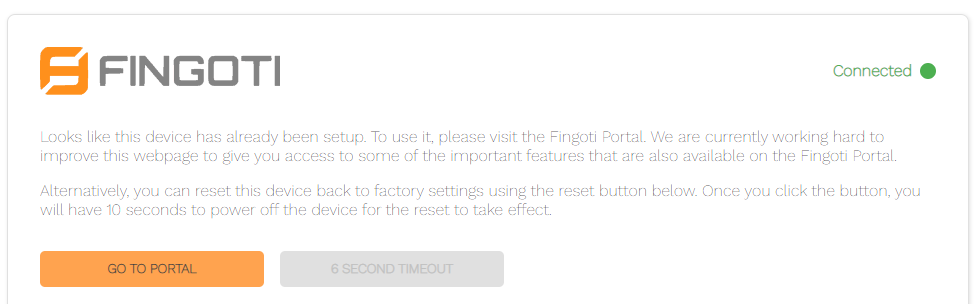 FINGOTI
Connected
Looks like this device has already been setup. To use it, please visit the Fingoti Portal. We are currently working hard to
improve this webpage to give you access to some of the important features that are also available on the Fingoti Portal.
Alternatively, you can reset this device back to factory settings using the reset button below. Once you click the button, you
will have 10 seconds to power off the device for the reset to take effect.
GO TO PORTAL
6 SECOND TIMEOUT